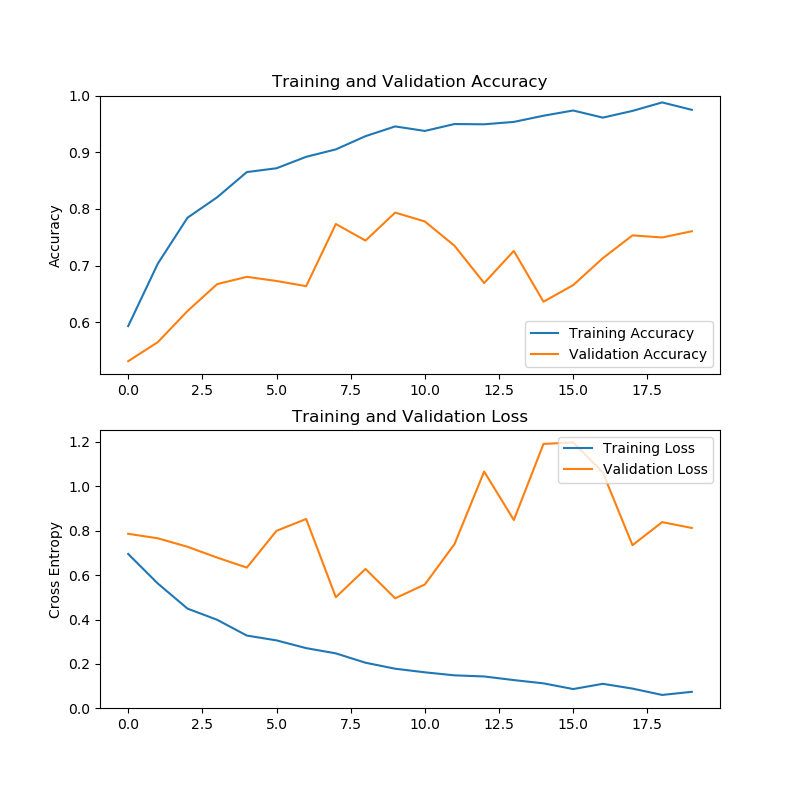 Training and Validation Accuracy
Accuracy
1.0
0.9
0.8
0.7
0.6
Training Accuracy
Validation Accuracy
0.0 2.5 5.0 7.5 10.0 12.5 15.0 17.5
Training and Validation Loss
Cross Entropy
1.2
1.0
0.8
0.6
0.4
0.2
0.0
Training Loss
Validation Loss
0.0 2.5 5.0 7.5 10.0 12.5 15.0 17.5